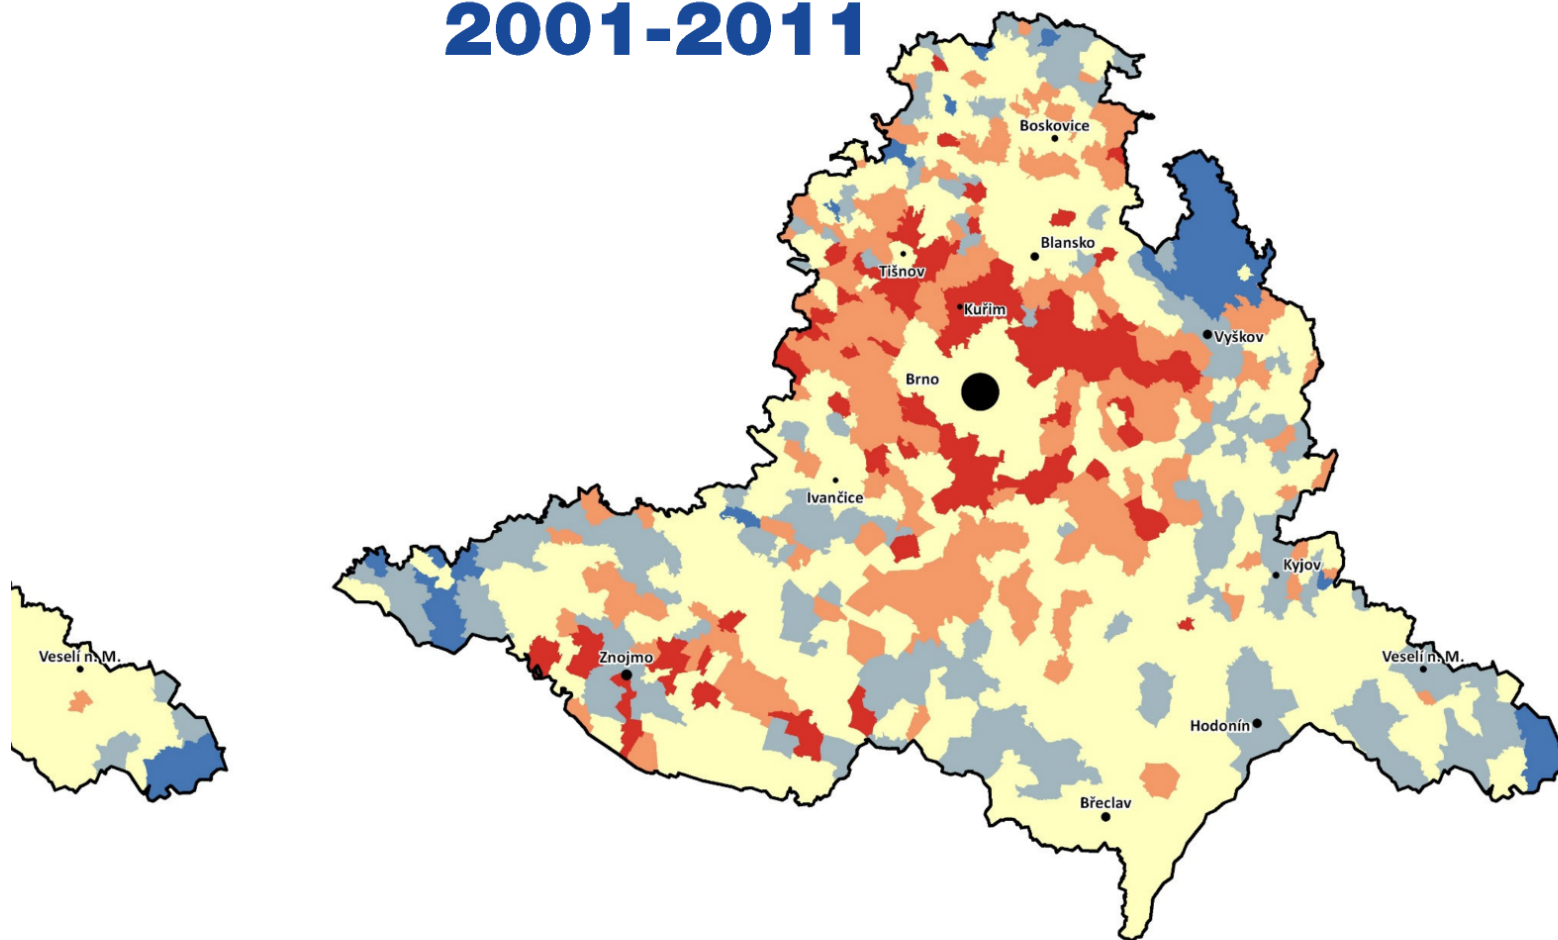 2001-2011
Boskovice
Blansko
Tišnov
Kuřim
Vyškov
Brno
Ivančice
Kyjov
Veselí n. M.
Znojmo
Veselí n. M.
Hodonín
Břeclav